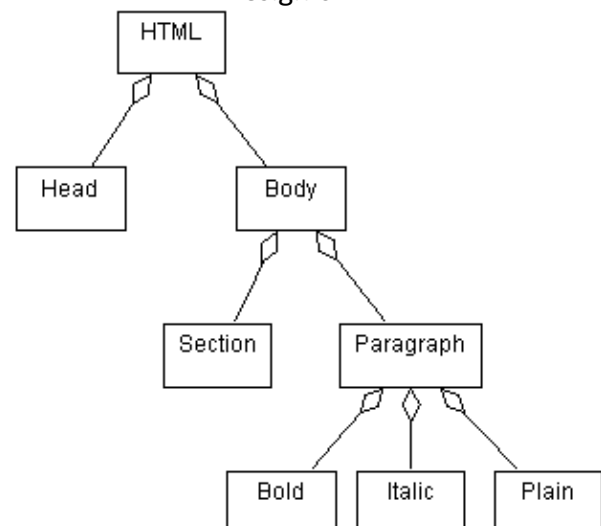 HTML
Head
Body
Section
Paragraph
Bold
Italic
Plain